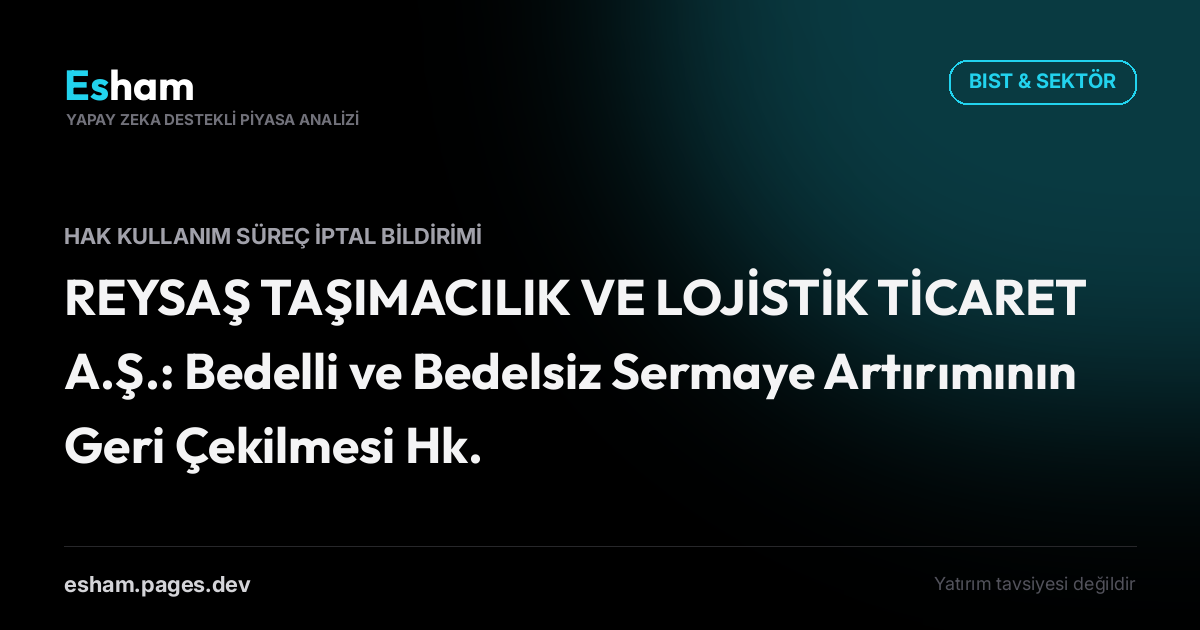 Esham
BIST & SEKTÖR
YAPAY ZEKA DESTEKLİ PİYASA ANALİZİ
HAK KULLANIM SÜREÇ İPTAL BİLDİRİMİ
REYSAŞ TAŞIMACILIK VE LOJİSTİK TİCARET
A.Ş.: Bedelli ve Bedelsiz Sermaye Artırımının
Geri Çekilmesi Hk.
esham.pages.dev
Yatırım tavsiyesi değildir